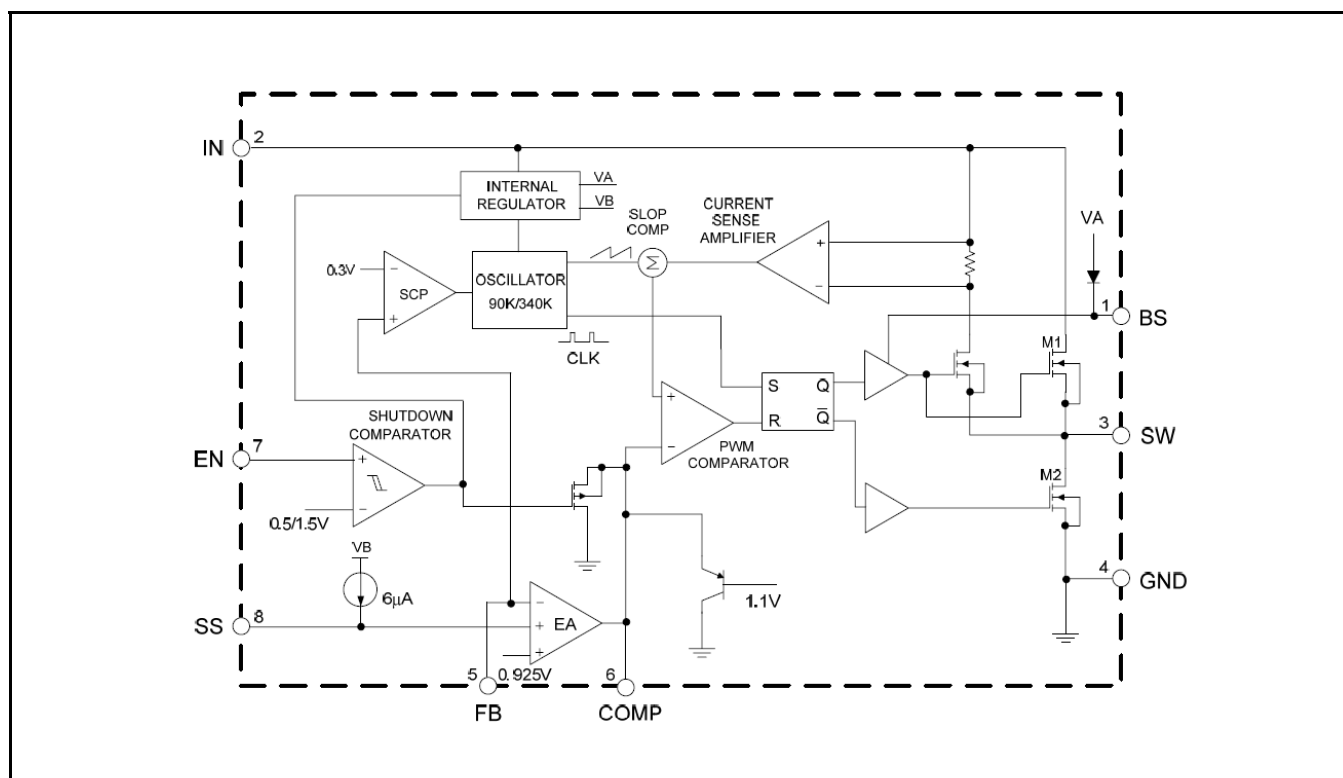 IN
2
INTERNAL
REGULATOR
VA
VB
SLOP
COMP
CURRENT
SENSE
AMPLIFIER
VA
+
−
0.3V
−
+
SCP
OSCILLATOR
90K/340K
Σ
CLK
1
BS
M1
S
Q
R
Q̅
+
−
PWM
COMPARATOR
3
SW
SHUTDOWN
COMPARATOR
EN
7
+
−
0.5/1.5V
M2
VB
6µA
SS
8
−
+
+
EA
0.925V
1.1V
4
GND
5
FB
6
COMP